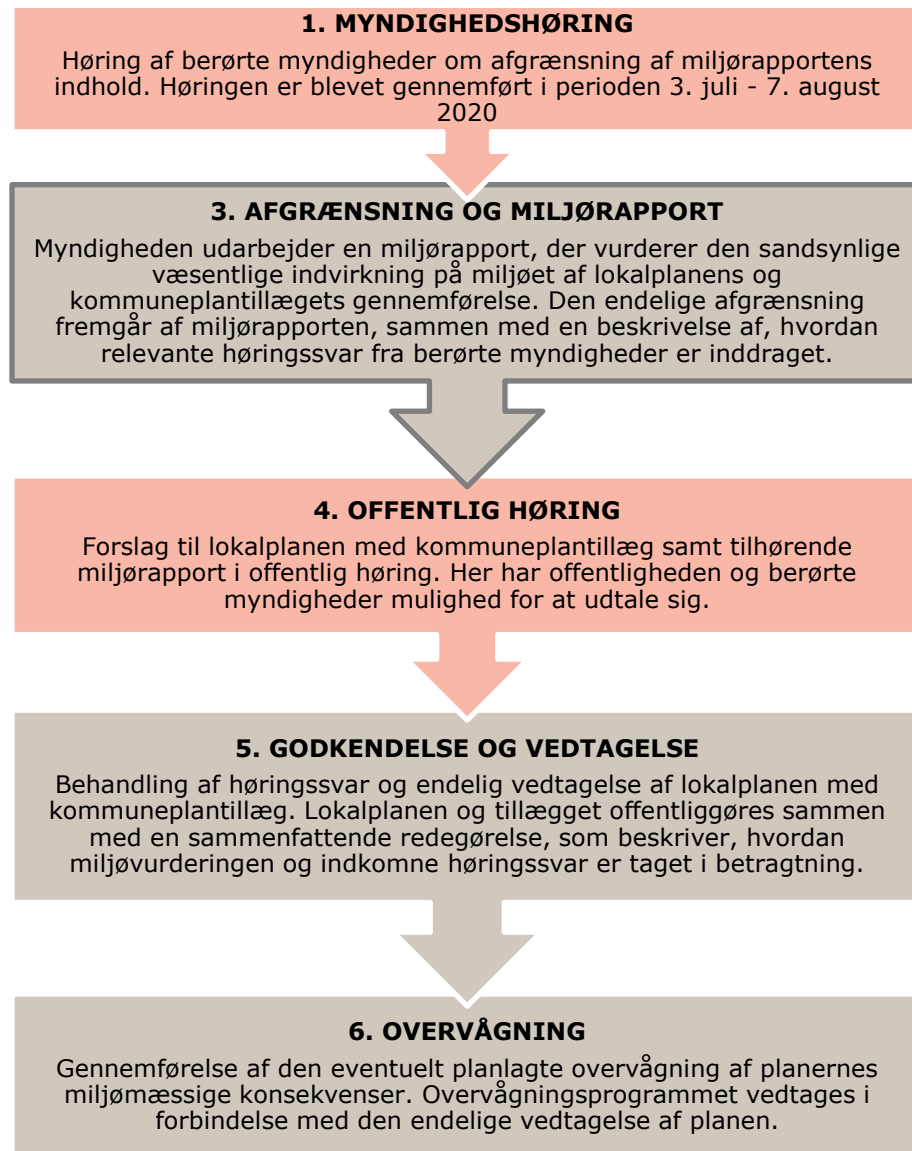 1. MYNDIGHEDSHØRING
Høring af berørte myndigheder om afgrænsning af miljørapportens
indhold. Høringen er blevet gennemført i perioden 3. juli - 7. august
2020
3. AFGRÆNSNING OG MILJØRAPPORT
Myndigheden udarbejder en miljørapport, der vurderer den sandsynlige
væsentlige indvirkning på miljøet af lokalplanens og
kommuneplantillægets gennemførelse. Den endelige afgrænsning
fremgår af miljørapporten, sammen med en beskrivelse af, hvordan
relevante høringssvar fra berørte myndigheder er inddraget.
4. OFFENTLIG HØRING
Forslag til lokalplanen med kommuneplantillæg samt tilhørende
miljørapport i offentlig høring. Her har offentligheden og berørte
myndigheder mulighed for at udtale sig.
5. GODKENDELSE OG VEDTAGELSE
Behandling af høringssvar og endelig vedtagelse af lokalplanen med
kommuneplantillæg. Lokalplanen og tillægget offentliggøres sammen
med en sammenfattende redegørelse, som beskriver, hvordan
miljøvurderingen og indkomne høringssvar er taget i betragtning.
6. OVERVÅGNING
Gennemførelse af den eventuelt planlagte overvågning af planernes
miljømæssige konsekvenser. Overvågningsprogrammet vedtages i
forbindelse med den endelige vedtagelse af planen.